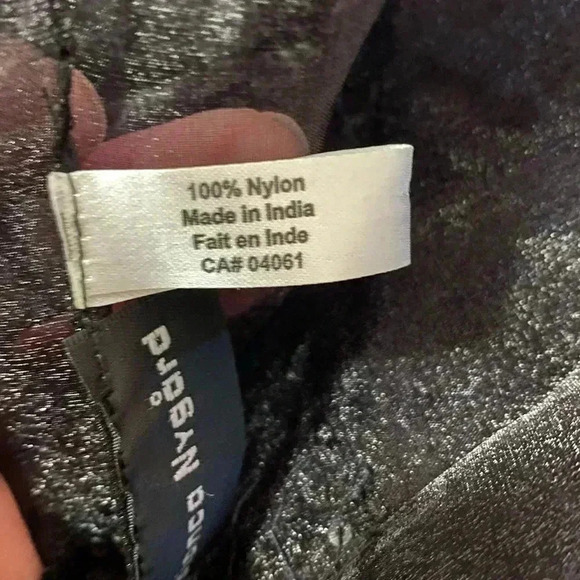 100% Nylon
Made in India
Fait en Inde
CA# 04061